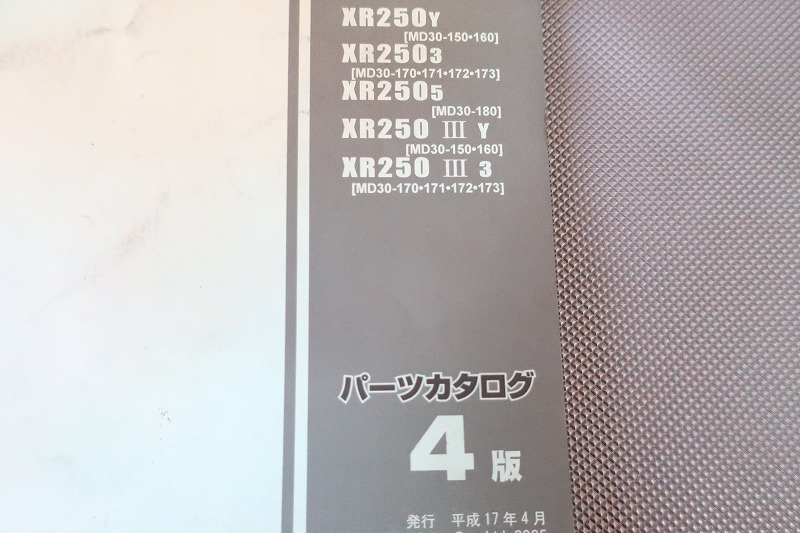 XR250Y
[MD30-150•160]
XR2503
[MD30-170•171•172•173]
XR2505
[MD30-180]
XR250 III Y
[MD30-150•160]
XR250 III 3
[MD30-170•171•172•173]
パーツカタログ
4版
発行 平成17年4月